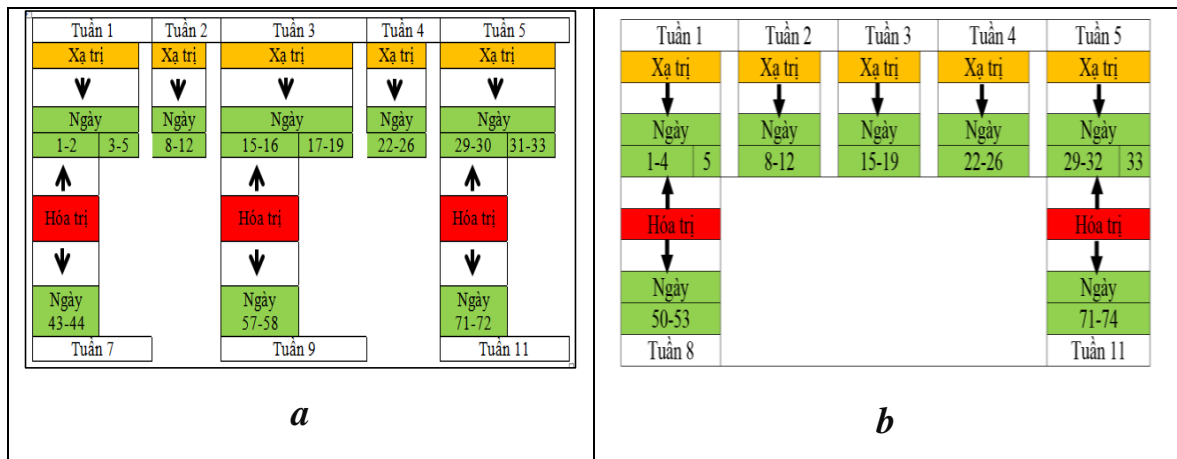 Tuần 1 Tuần 2 Tuần 3 Tuần 4 Tuần 5
Xạ trị Xạ trị Xạ trị Xạ trị Xạ trị
Ngày Ngày Ngày Ngày Ngày
1-2 3-5 8-12 15-16 17-19 22-26 29-30 31-33
Hóa trị Hóa trị Hóa trị
Ngày Ngày Ngày
43-44 57-58 71-72
Tuần 7 Tuần 9 Tuần 11
a
Tuần 1 Tuần 2 Tuần 3 Tuần 4 Tuần 5
Xạ trị Xạ trị Xạ trị Xạ trị Xạ trị
Ngày Ngày Ngày Ngày Ngày
1-4 5 8-12 15-19 22-26 29-32 33
Hóa trị Hóa trị
Ngày Ngày
50-53 71-74
Tuần 8 Tuần 11
b